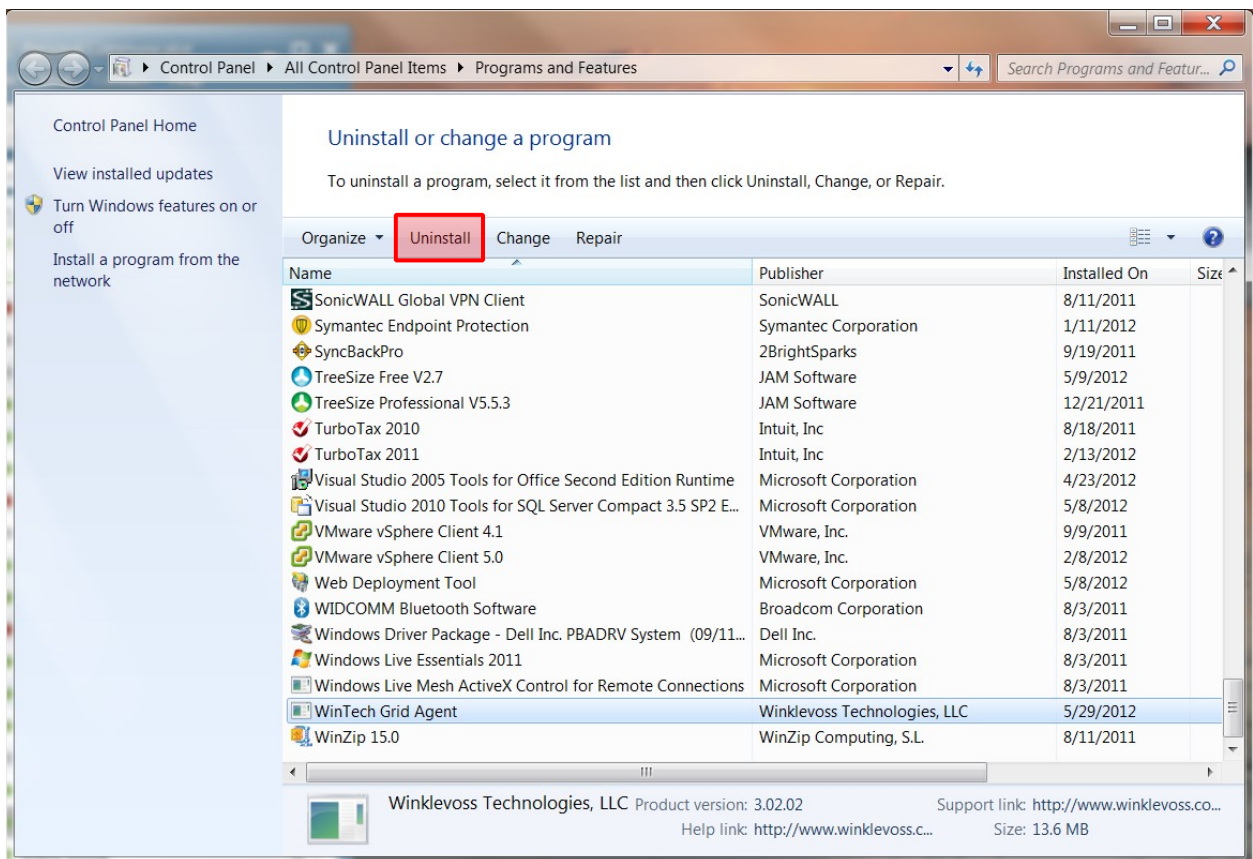 Control Panel ▸ All Control Panel Items ▸ Programs and Features
Search Programs and Featur...
Control Panel Home
View installed updates
Turn Windows features on or
off
Install a program from the
network
Uninstall or change a program
To uninstall a program, select it from the list and then click Uninstall, Change, or Repair.
Organize Uninstall Change Repair
Name Publisher Installed On Size
SonicWALL Global VPN Client SonicWALL 8/11/2011
Symantec Endpoint Protection Symantec Corporation 1/11/2012
SyncBackPro 2BrightSparks 9/19/2011
TreeSize Free V2.7 JAM Software 5/9/2012
TreeSize Professional V5.5.3 JAM Software 12/21/2011
TurboTax 2010 Intuit, Inc 8/18/2011
TurboTax 2011 Intuit, Inc 2/13/2012
Visual Studio 2005 Tools for Office Second Edition Runtime Microsoft Corporation 4/23/2012
Visual Studio 2010 Tools for SQL Server Compact 3.5 SP2 E... Microsoft Corporation 5/8/2012
VMware vSphere Client 4.1 VMware, Inc. 9/9/2011
VMware vSphere Client 5.0 VMware, Inc. 2/8/2012
Web Deployment Tool Microsoft Corporation 5/8/2012
WIDCOMM Bluetooth Software Broadcom Corporation 8/3/2011
Windows Driver Package - Dell Inc. PBADRV System (09/11... Dell Inc. 8/3/2011
Windows Live Essentials 2011 Microsoft Corporation 8/3/2011
Windows Live Mesh ActiveX Control for Remote Connections Microsoft Corporation 8/3/2011
WinTech Grid Agent Winklevoss Technologies, LLC 5/29/2012
WinZip 15.0 WinZip Computing, S.L. 8/11/2011
Winklevoss Technologies, LLC Product version: 3.02.02 Support link: http://www.winklevoss.co...
Help link: http://www.winklevoss.c... Size: 13.6 MB